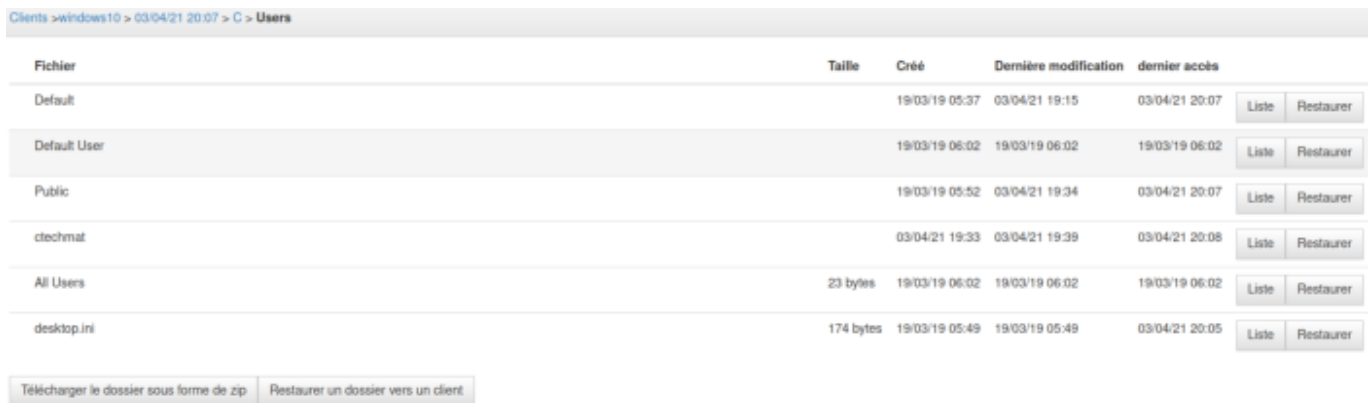 Clients >windows10 > 03/04/21 20:07 > C > Users
Fichier Taille Créé Dernière modification dernier accès
Default 19/03/19 05:37 03/04/21 19:15 03/04/21 20:07 Liste Restaurer
Default User 19/03/19 06:02 19/03/19 06:02 19/03/19 06:02 Liste Restaurer
Public 19/03/19 05:52 03/04/21 19:34 03/04/21 20:07 Liste Restaurer
ctechmat 03/04/21 19:33 03/04/21 19:39 03/04/21 20:08 Liste Restaurer
All Users 23 bytes 19/03/19 06:02 19/03/19 06:02 19/03/19 06:02 Liste Restaurer
desktop.ini 174 bytes 19/03/19 05:49 19/03/19 05:49 03/04/21 20:05 Liste Restaurer
Télécharger le dossier sous forme de zip Restaurer un dossier vers un client